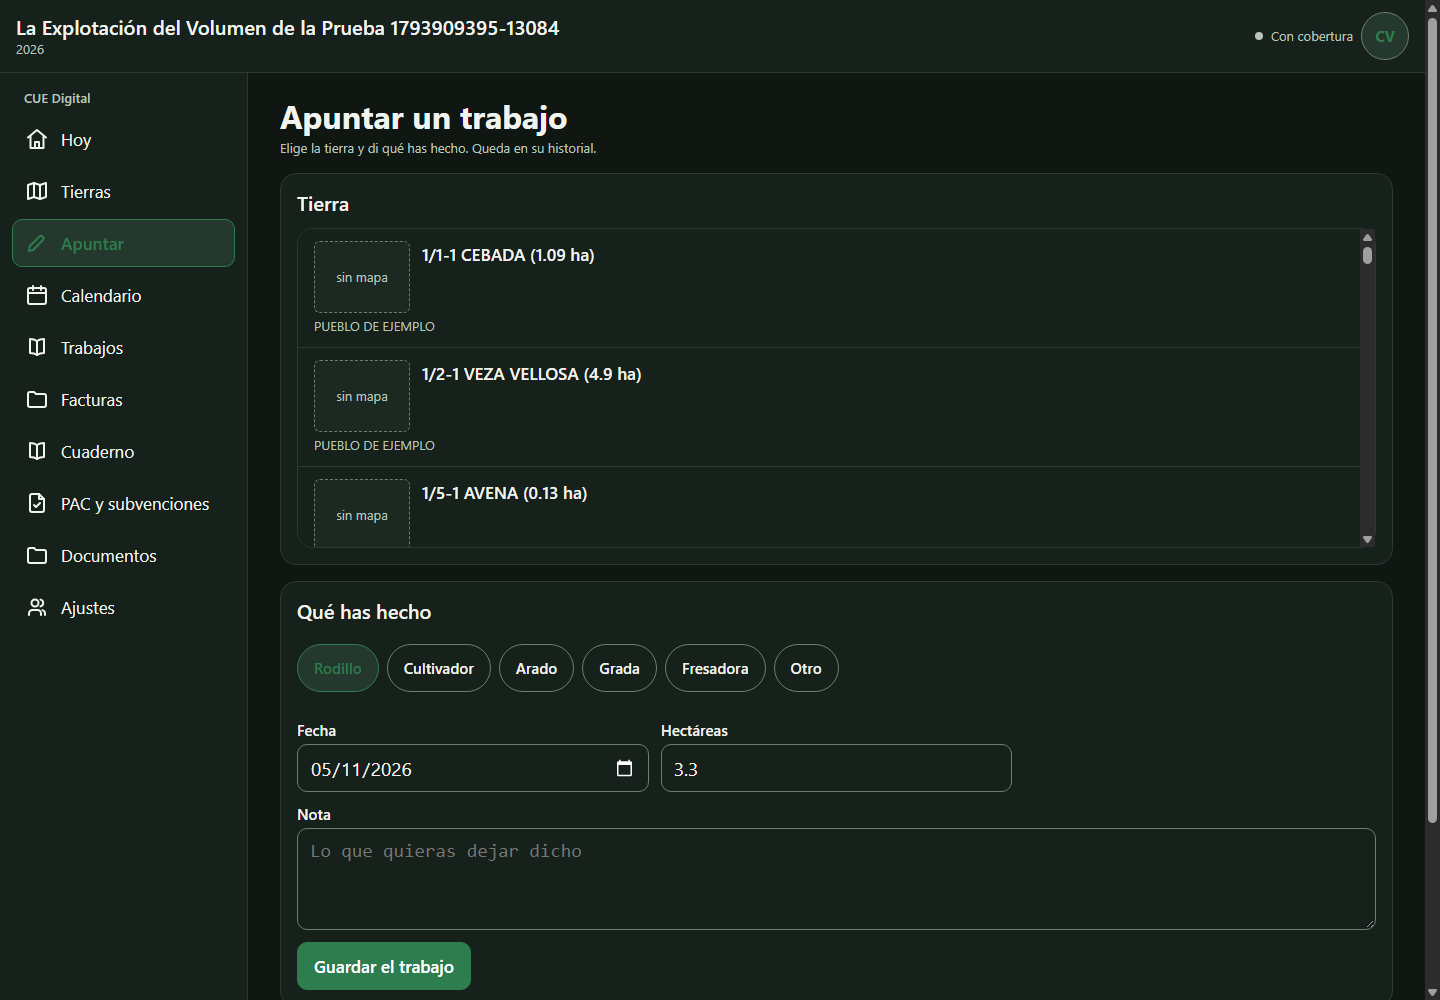 La Explotación del Volumen de la Prueba 1793909395-13084
2026
Con cobertura
CV
CUE Digital
Hoy
Tierras
Apuntar
Calendario
Trabajos
Facturas
Cuaderno
PAC y subvenciones
Documentos
Ajustes
Apuntar un trabajo
Elige la tierra y di qué has hecho. Queda en su historial.
Tierra
sin mapa
1/1-1 CEBADA (1.09 ha)
PUEBLO DE EJEMPLO
sin mapa
1/2-1 VEZA VELLOSA (4.9 ha)
PUEBLO DE EJEMPLO
sin mapa
1/5-1 AVENA (0.13 ha)
Qué has hecho
Rodillo
Cultivador
Arado
Grada
Fresadora
Otro
Fecha
05/11/2026
Hectáreas
3.3
Nota
Lo que quieras dejar dicho
Guardar el trabajo